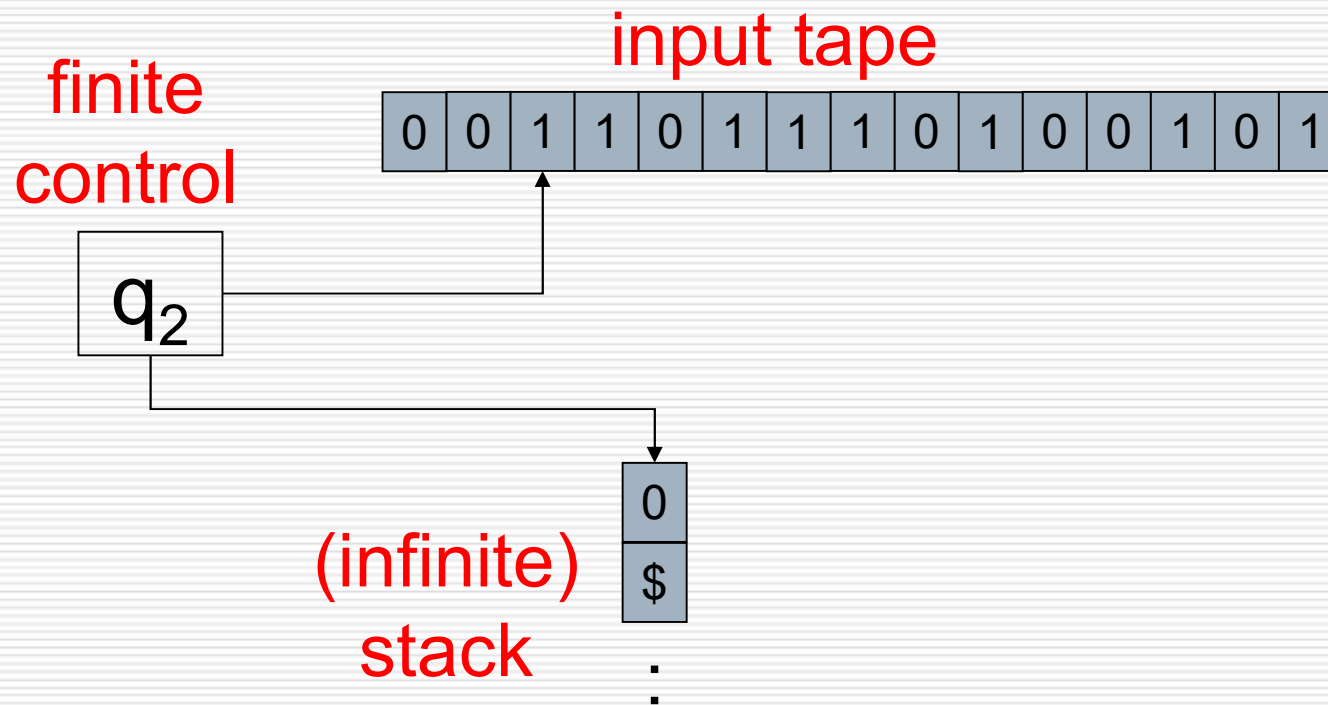 input tape
finite
control
0 0 1 1 0 1 1 1 0 1 0 0 1 0 1
q₂
0
$
(infinite)
stack
.
.